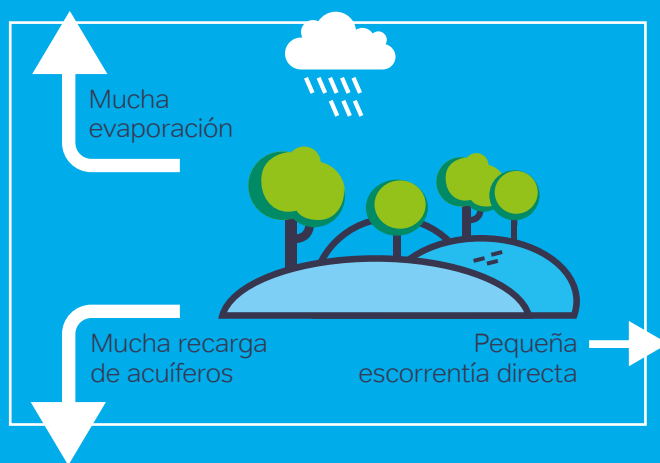 Mucha
evaporación
Mucha recarga
de acuíferos
Pequeña
escorrentía directa